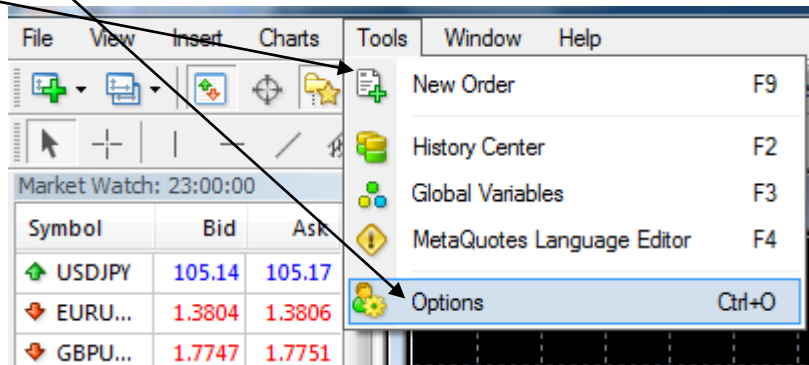 File View Insert Charts Tools Window Help
New Order F9
History Center F2
Market Watch: 23:00:00
Global Variables F3
Symbol Bid Ask
MetaQuotes Language Editor F4
USDJPY 105.14 105.17
EURU... 1.3804 1.3806
Options Ctrl+O
GBPU... 1.7747 1.7751